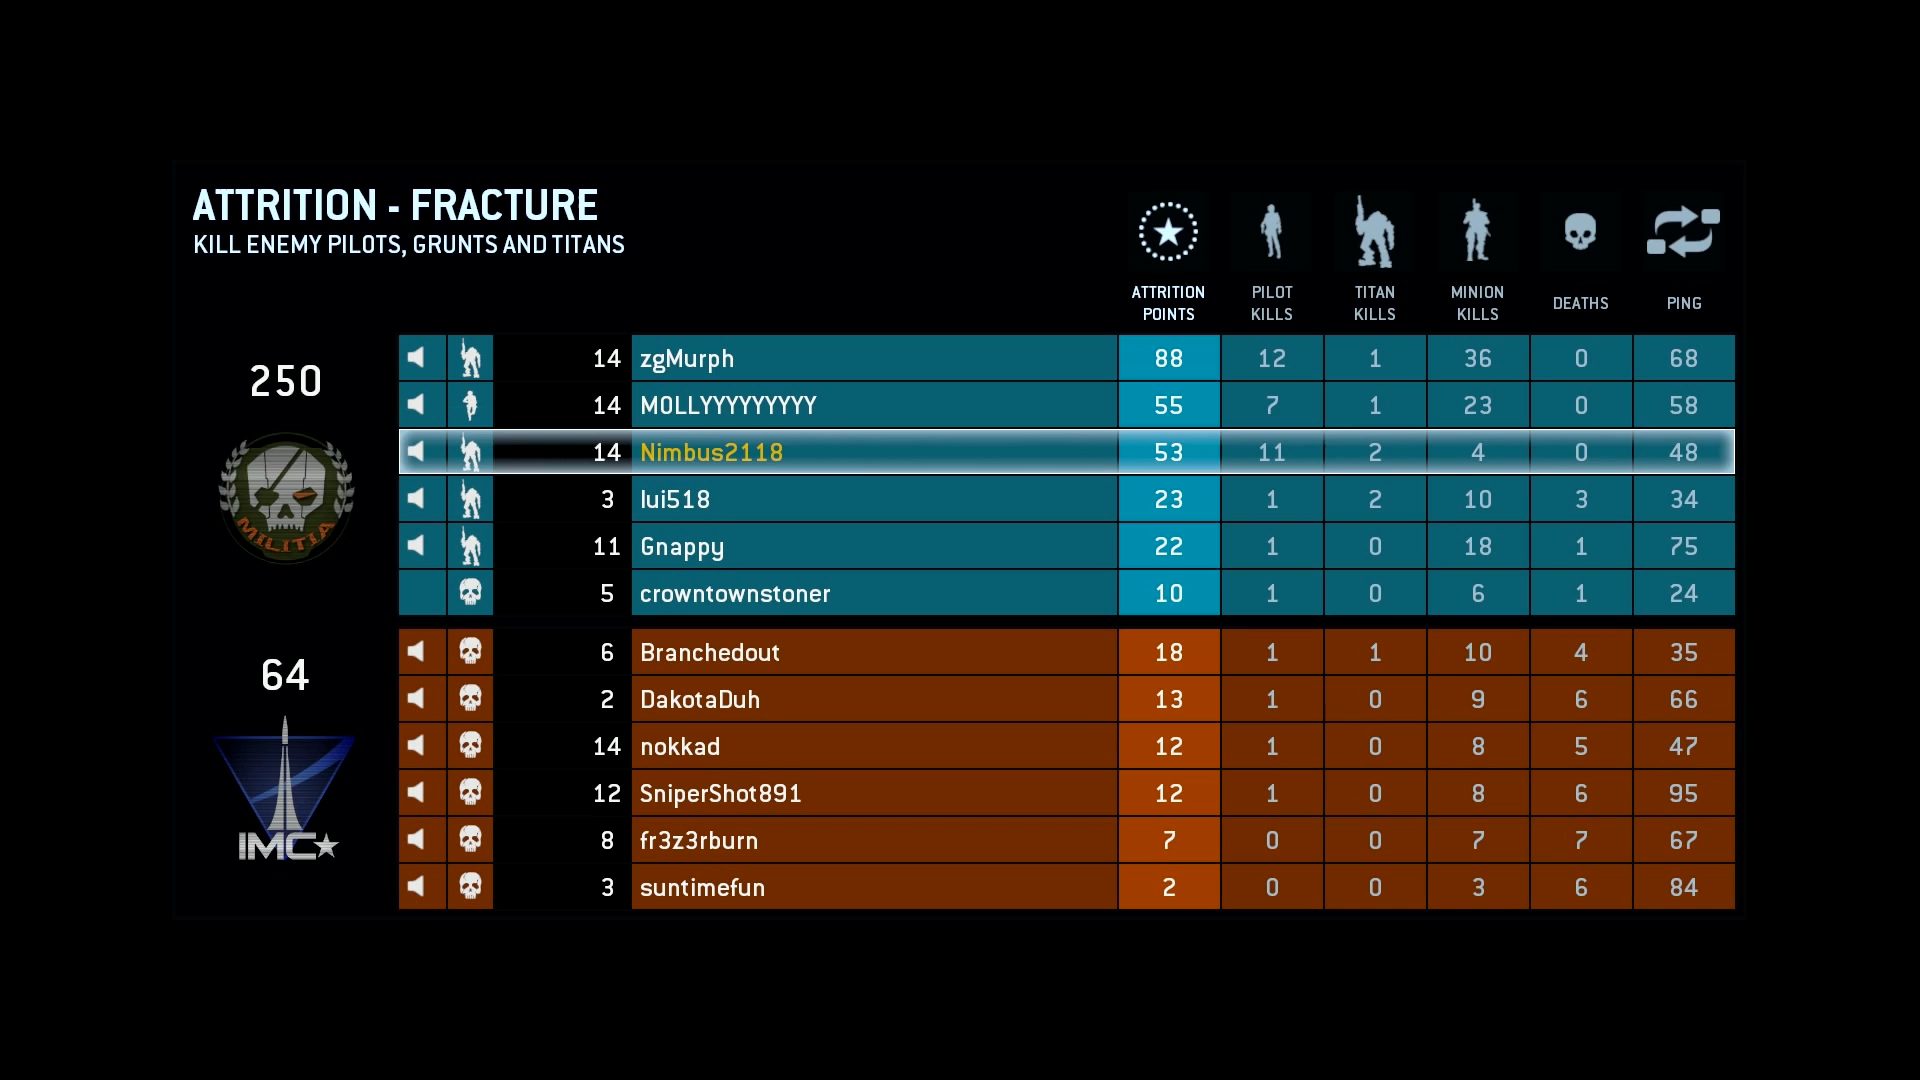 ATTRITION - FRACTURE
KILL ENEMY PILOTS, GRUNTS AND TITANS
ATTRITION POINTS PILOT KILLS TITAN KILLS MINION KILLS DEATHS PING
250
MILITIA
14 zgMurph 88 12 1 36 0 68
14 M0LLYYYYYYYYY 55 7 1 23 0 58
14 Nimbus2118 53 11 2 4 0 48
3 lui518 23 1 2 10 3 34
11 Gnappy 22 1 0 18 1 75
5 crowntownstoner 10 1 0 6 1 24
64
IMC
6 Branchedout 18 1 1 10 4 35
2 DakotaDuh 13 1 0 9 6 66
14 nokkad 12 1 0 8 5 47
12 SniperShot891 12 1 0 8 6 95
8 fr3z3rburn 7 0 0 7 7 67
3 suntimefun 2 0 0 3 6 84